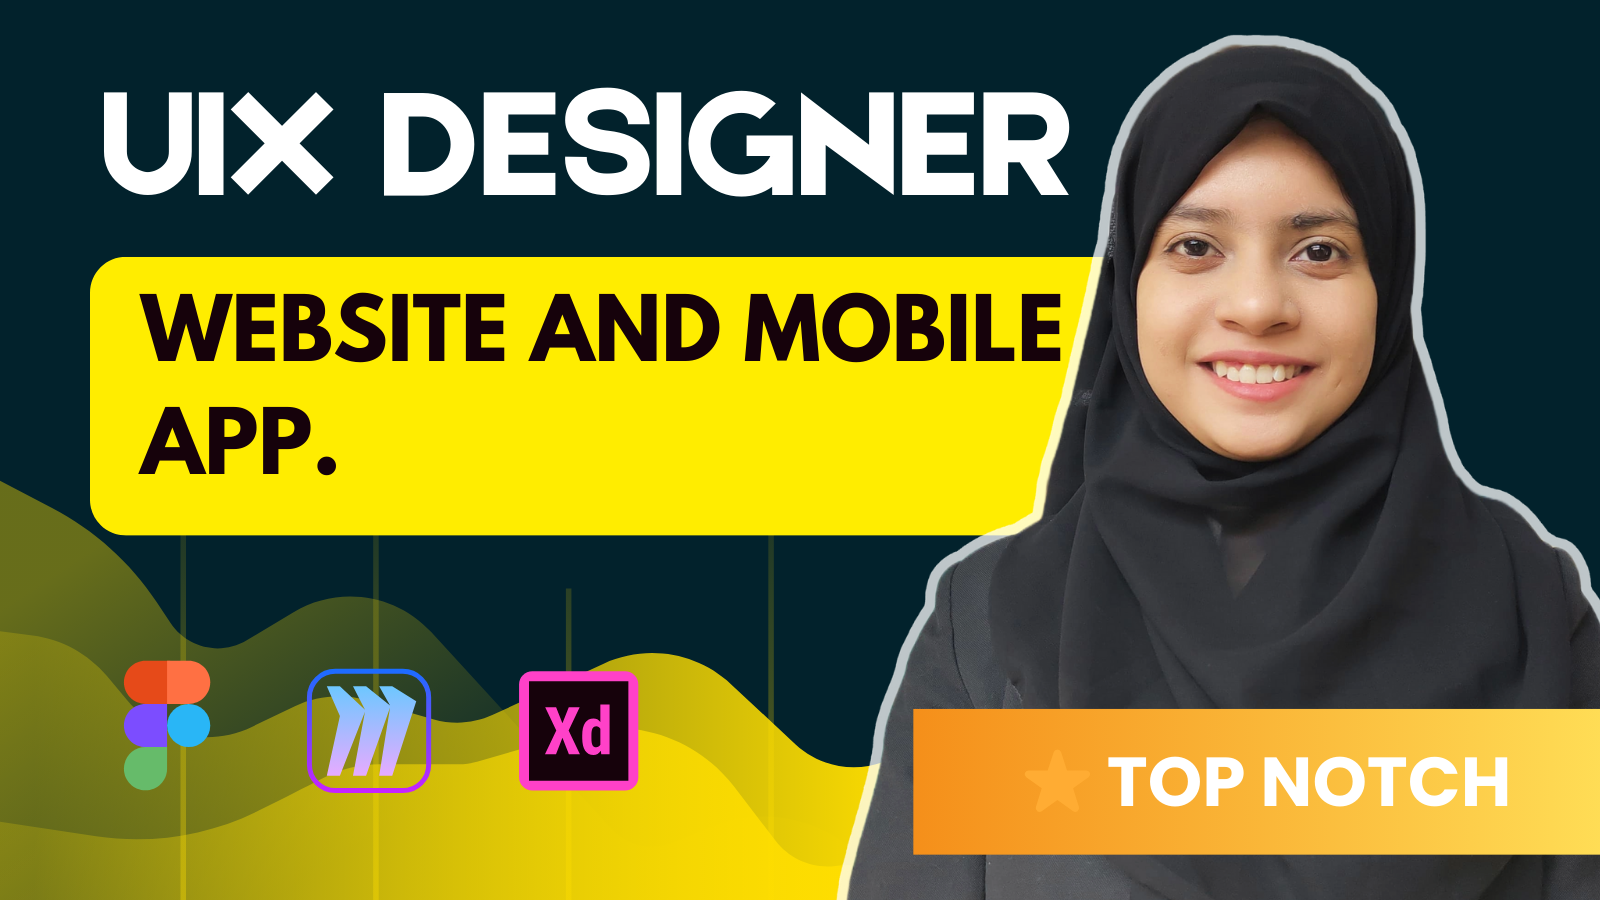 UIX DESIGNER
WEBSITE AND MOBILE
APP.
Xd
TOP NOTCH